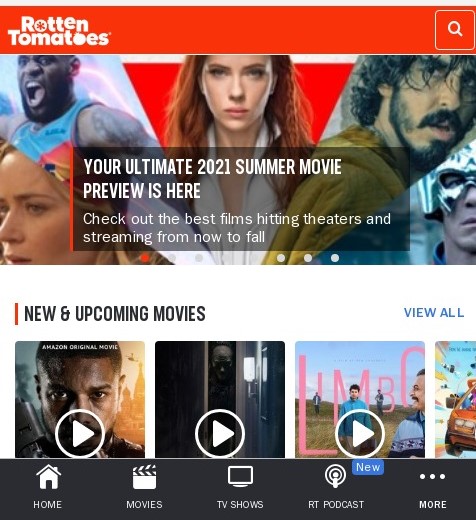 Rotten
Tomatoes
YOUR ULTIMATE 2021 SUMMER MOVIE
PREVIEW IS HERE
Check out the best films hitting theaters and
streaming from now to fall
NEW & UPCOMING MOVIES
VIEW ALL
AMAZON ORIGINAL MOVIE
LIMBO
New
HOME
MOVIES
TV SHOWS
RT PODCAST
MORE